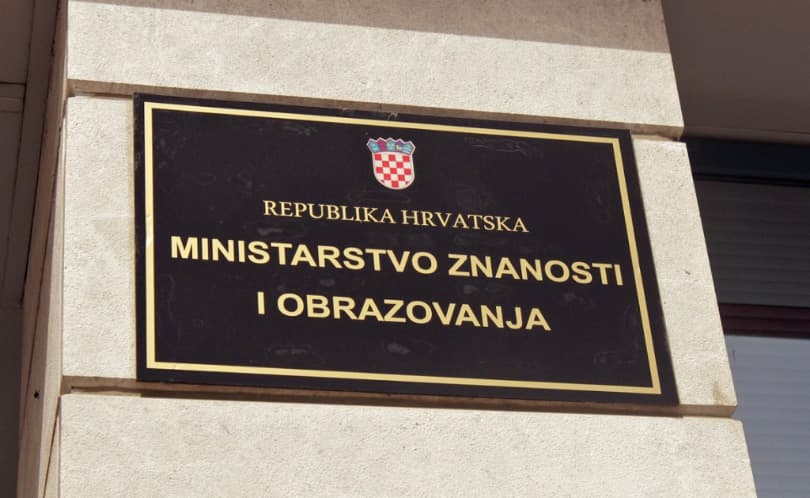 REPUBLIKA HRVATSKA
MINISTARSTVO ZNANOSTI
I OBRAZOVANJA